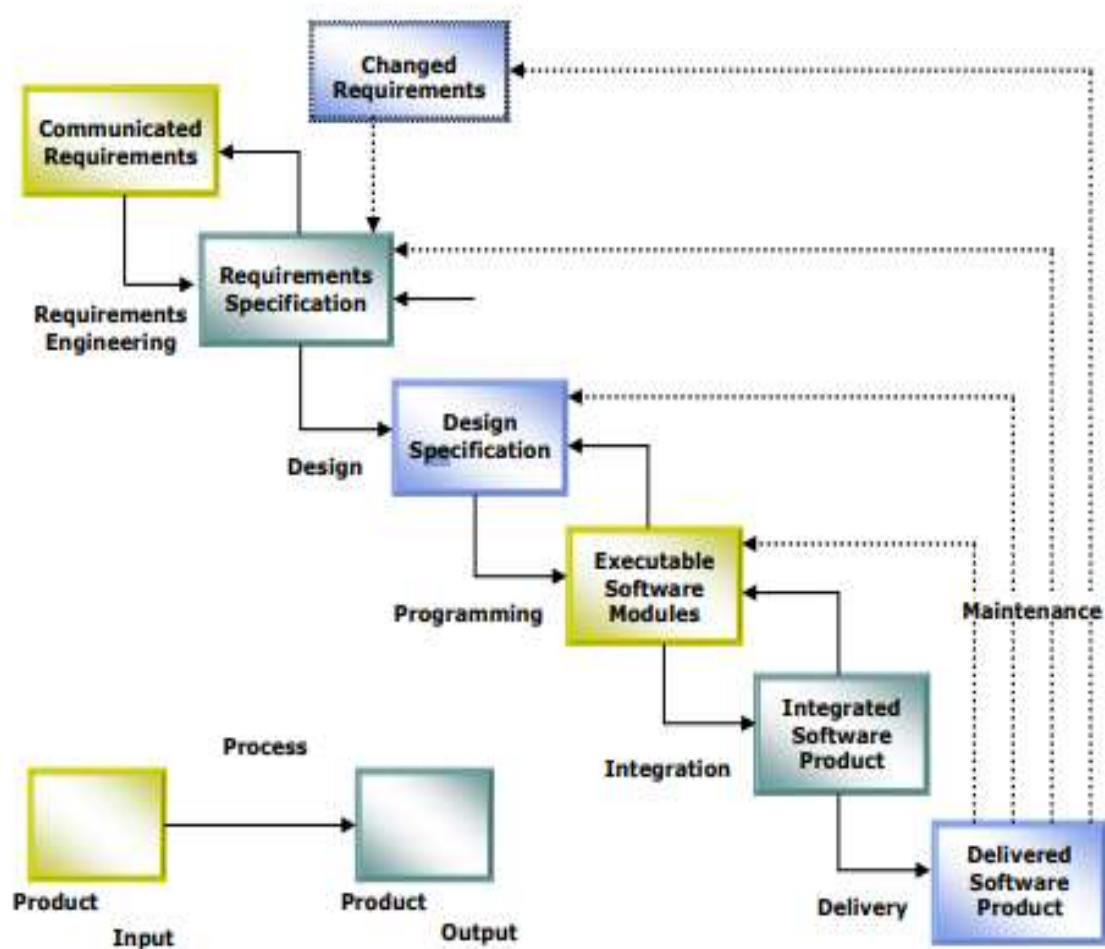 Changed
Requirements
Communicated
Requirements
Requirements
Specification
Requirements
Engineering
Design
Specification
Design
Executable
Software
Modules
Programming
Maintenance
Integrated
Software
Product
Integration
Process
Delivered
Software
Product
Delivery
Product
Input
Product
Output